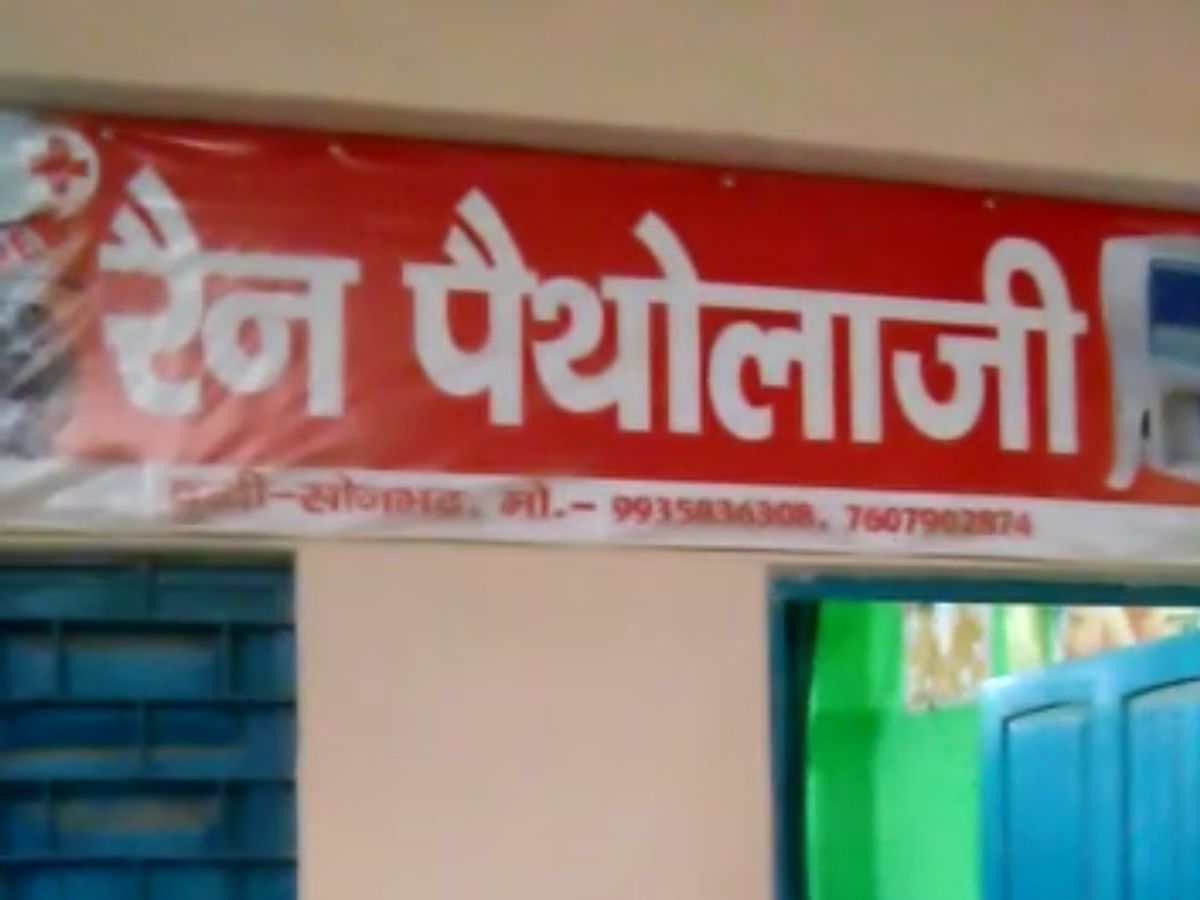 रैन पैथोलाजी
दुद्धी-सोनभद्र. मो.- 9935836308, 7607902874